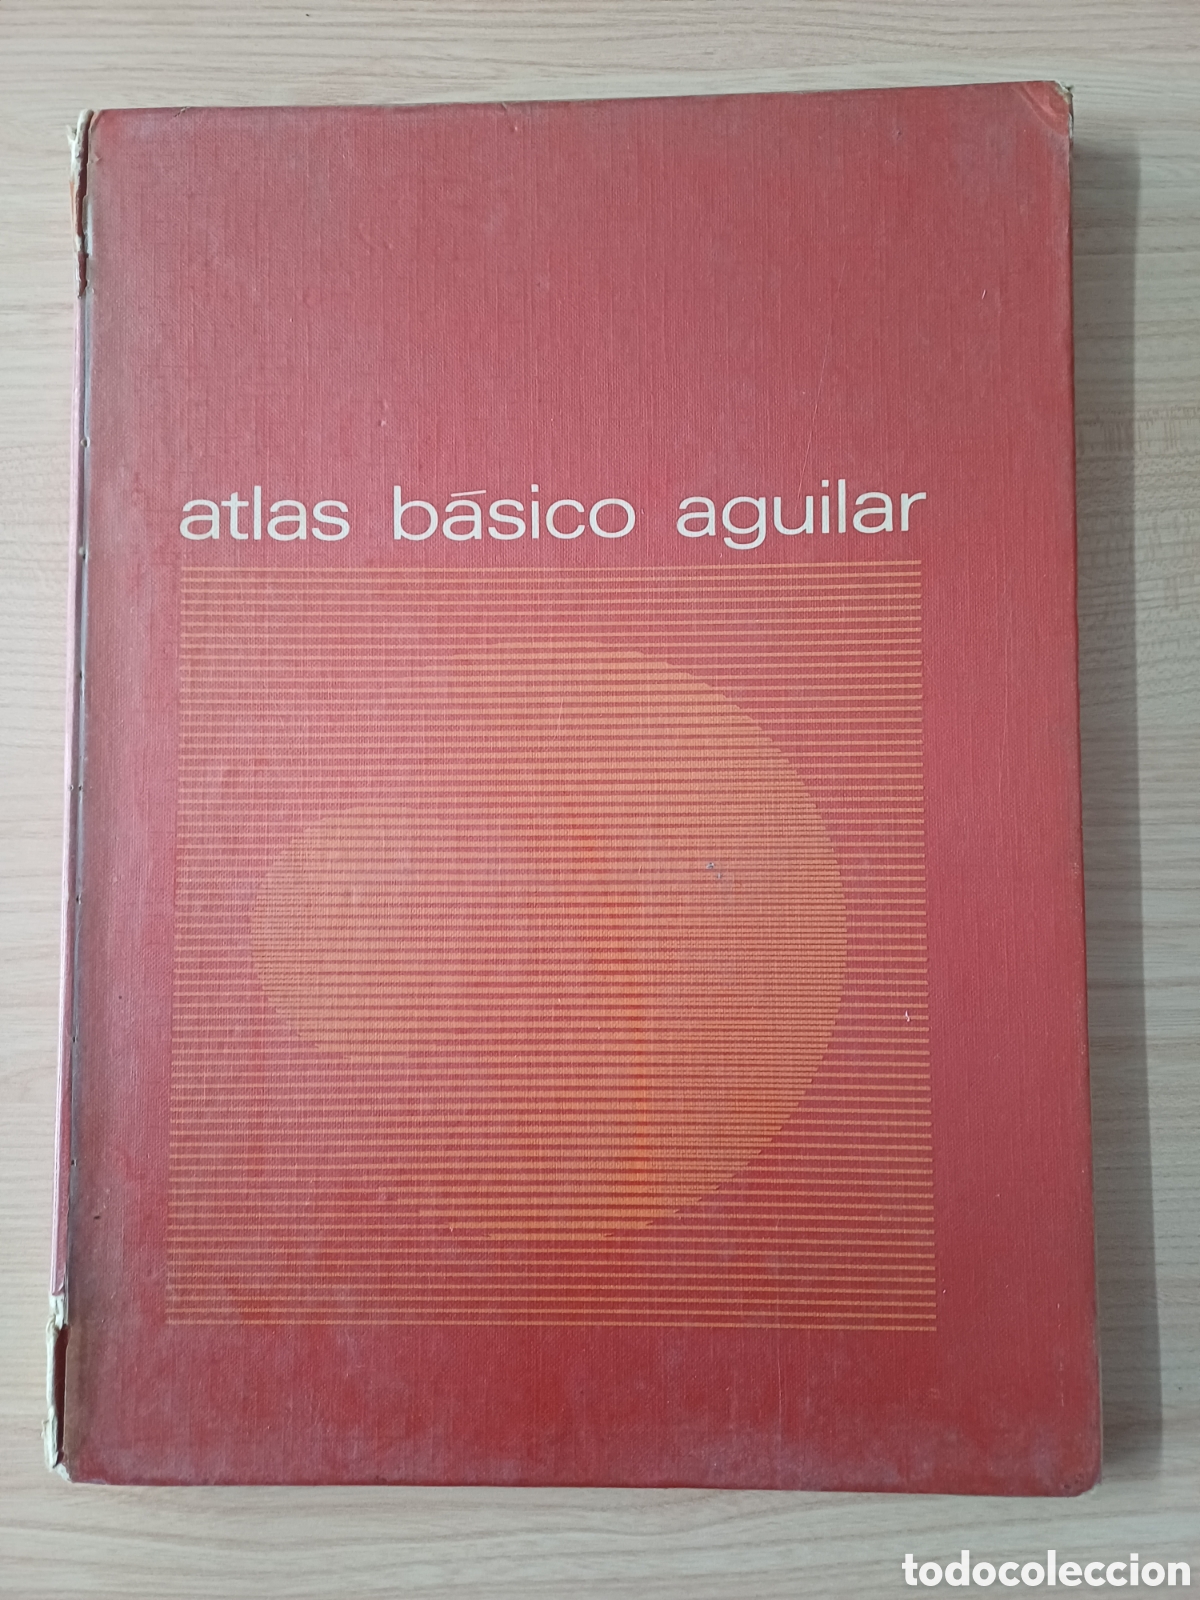 atlas básico aguilar
todocoleccion